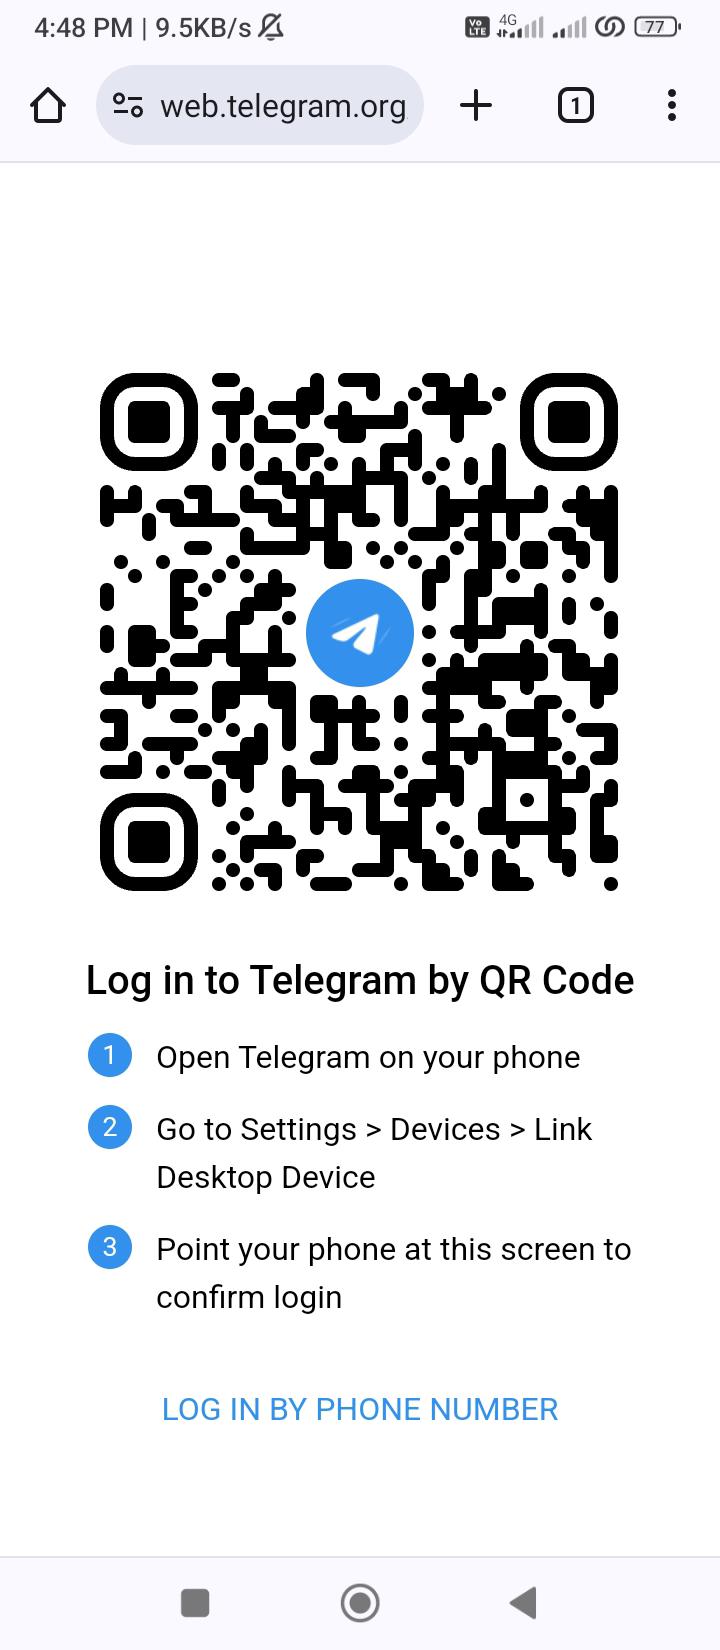 4:48 PM | 9.5KB/s Vo LTE 4G 77
web.telegram.org 1
Log in to Telegram by QR Code
1 Open Telegram on your phone
2 Go to Settings > Devices > Link
Desktop Device
3 Point your phone at this screen to
confirm login
LOG IN BY PHONE NUMBER